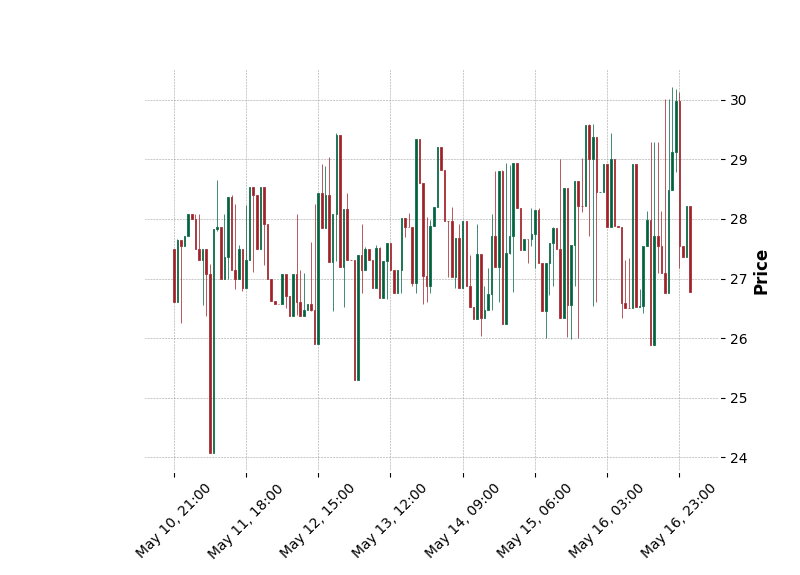 30
29
28
27
26
25
24
Price
May 10, 21:00
May 11, 18:00
May 12, 15:00
May 13, 12:00
May 14, 09:00
May 15, 06:00
May 16, 03:00
May 16, 23:00